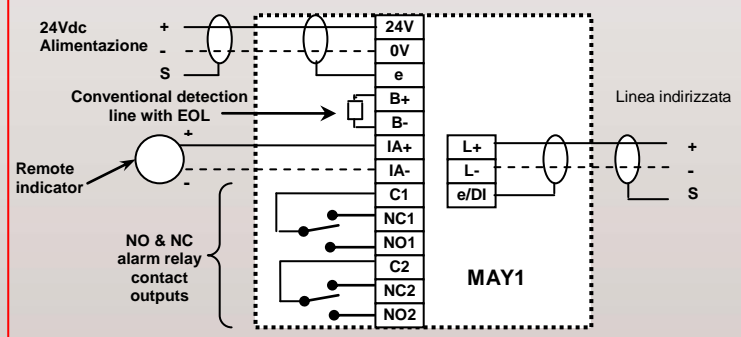 24Vdc
Alimentazione
+
-
S
Conventional detection
line with EOL
+
Remote
indicator
-
NO & NC
alarm relay
contact
outputs
24V
0V
e
B+
B-
IA+
IA-
C1
NC1
NO1
C2
NC2
NO2
L+
L-
e/DI
MAY1
Linea indirizzata
+
-
S